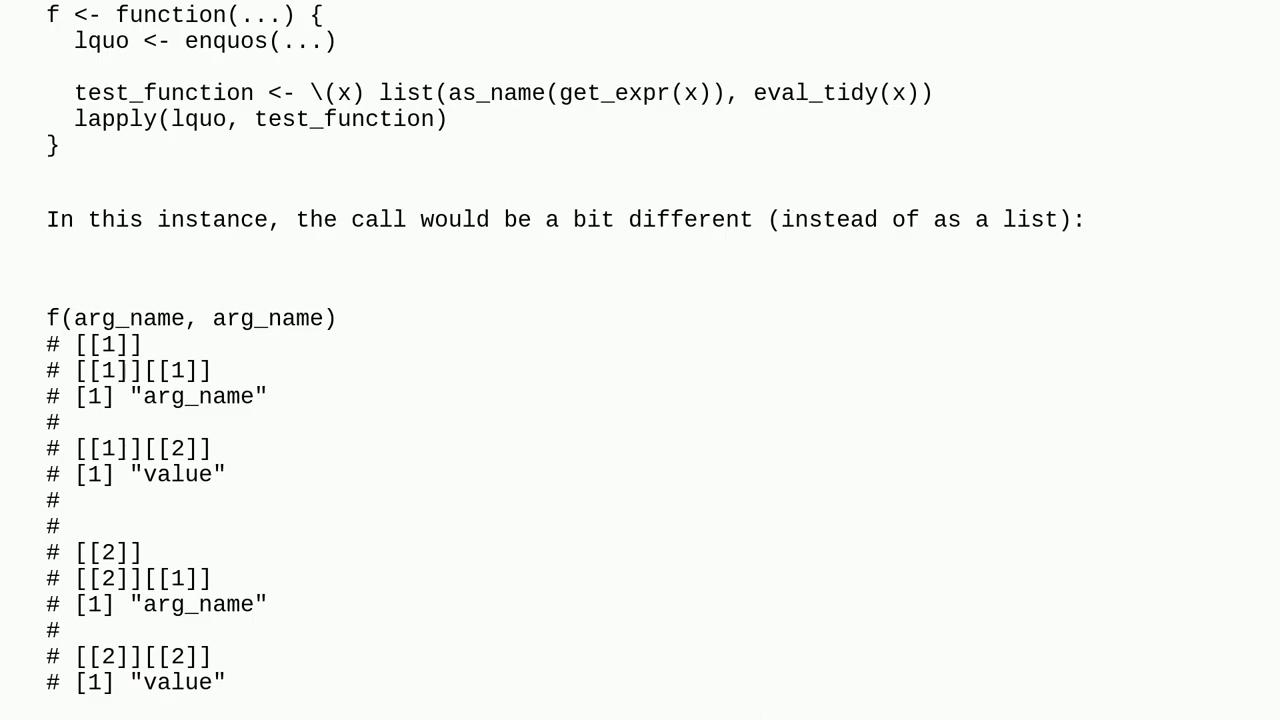 f <- function(...) {
  lquo <- enquos(...)
  test_function <- \(x) list(as_name(get_expr(x)), eval_tidy(x))
  lapply(lquo, test_function)
}
In this instance, the call would be a bit different (instead of as a list):
f(arg_name, arg_name)
# [[1]]
# [[1]][[1]]
# [1] "arg_name"
#
# [[1]][[2]]
# [1] "value"
#
#
# [[2]]
# [[2]][[1]]
# [1] "arg_name"
#
# [[2]][[2]]
# [1] "value"